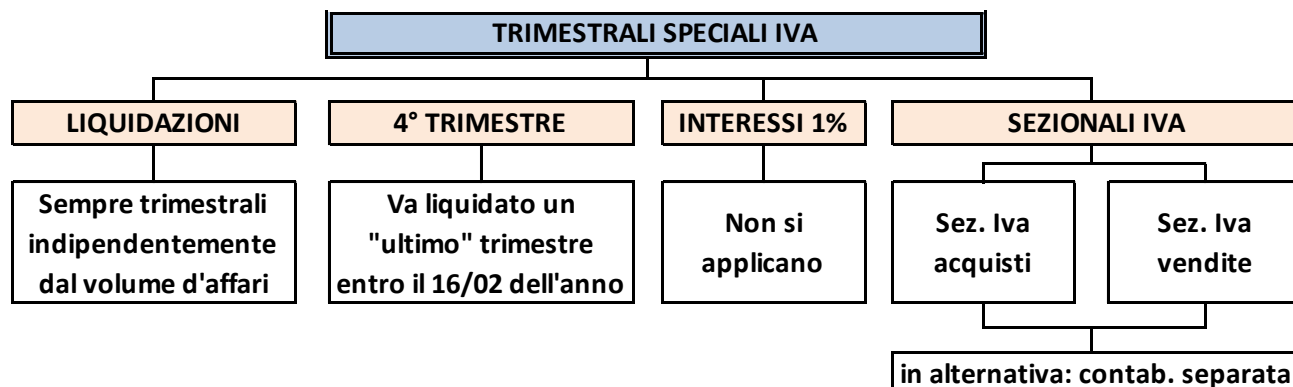 TRIMESTRALI SPECIALI IVA
LIQUIDAZIONI
4° TRIMESTRE
INTERESSI 1%
SEZIONALI IVA
Sempre trimestrali
indipendentemente
dal volume d'affari
Va liquidato un
"ultimo" trimestre
entro il 16/02 dell'anno
Non si
applicano
Sez. Iva
acquisti
Sez. Iva
vendite
in alternativa: contab. separata